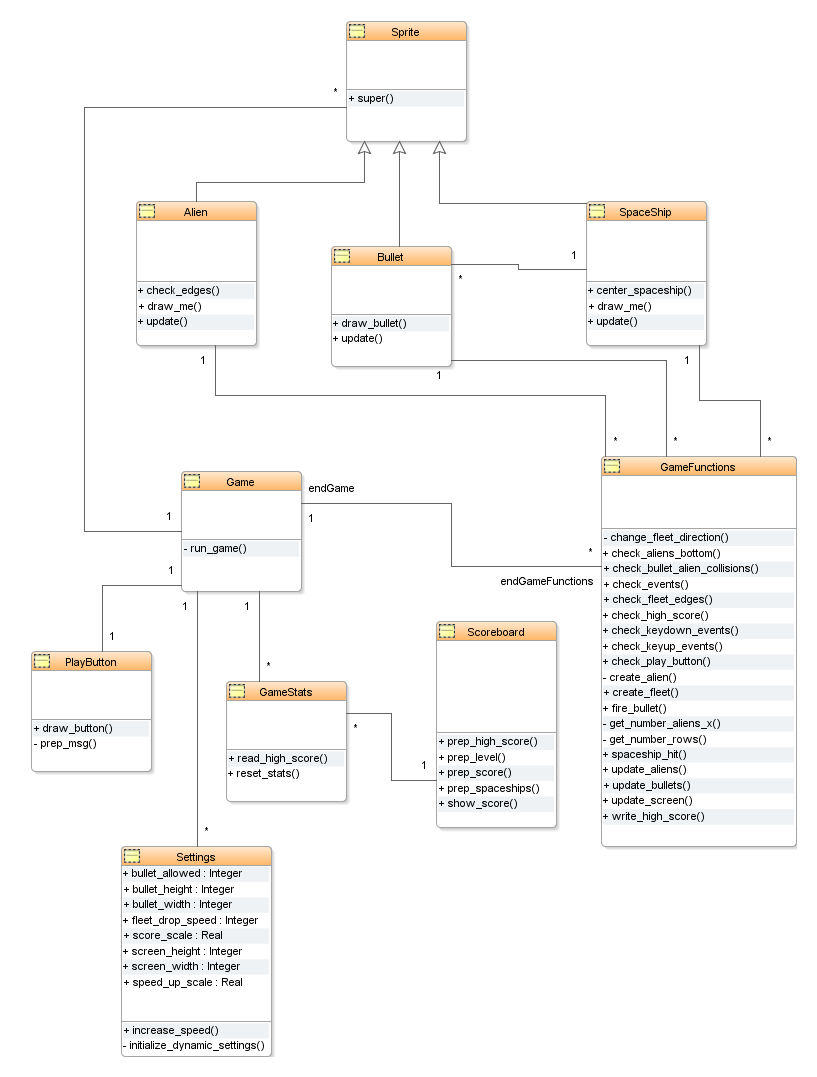 Sprite
+ super()
*
Alien
+ check_edges()
+ draw_me()
+ update()
1
Bullet
+ draw_bullet()
+ update()
1
*
1
SpaceShip
+ center_spaceship()
+ draw_me()
+ update()
1
*
*
*
GameFunctions
- change_fleet_direction()
+ check_aliens_bottom()
+ check_bullet_alien_collisions()
+ check_events()
+ check_fleet_edges()
+ check_high_score()
+ check_keydown_events()
+ check_keyup_events()
+ check_play_button()
- create_alien()
+ create_fleet()
+ fire_bullet()
- get_number_aliens_x()
- get_number_rows()
+ spaceship_hit()
+ update_aliens()
+ update_bullets()
+ update_screen()
+ write_high_score()
Game
- run_game()
endGame
1
*
endGameFunctions
1
1
1
1
1
PlayButton
+ draw_button()
- prep_msg()
*
GameStats
+ read_high_score()
+ reset_stats()
*
1
Scoreboard
+ prep_high_score()
+ prep_level()
+ prep_score()
+ prep_spaceships()
+ show_score()
*
Settings
+ bullet_allowed : Integer
+ bullet_height : Integer
+ bullet_width : Integer
+ fleet_drop_speed : Integer
+ score_scale : Real
+ screen_height : Integer
+ screen_width : Integer
+ speed_up_scale : Real
+ increase_speed()
- initialize_dynamic_settings()